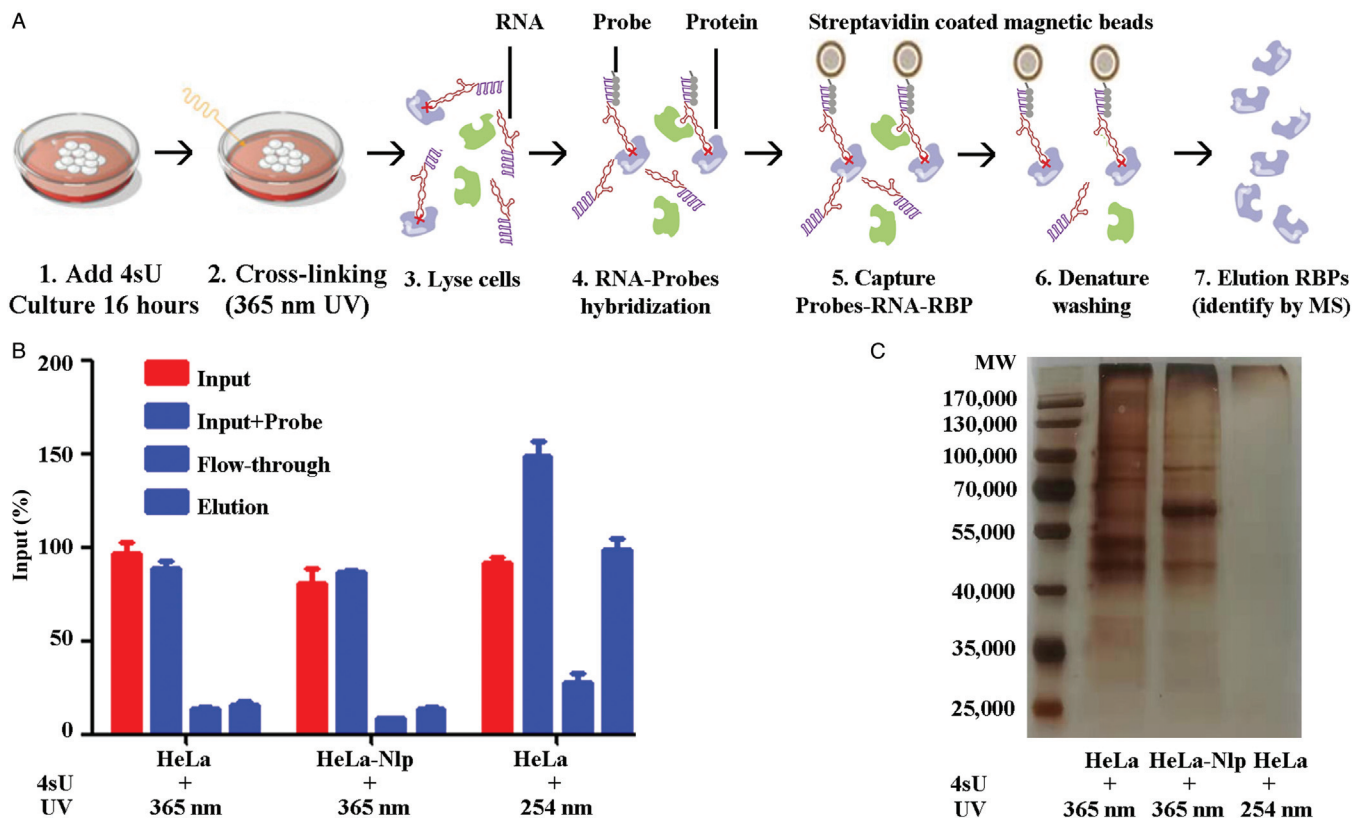 A
RNA Probe Protein Streptavidin coated magnetic beads
1. Add 4sU
Culture 16 hours
2. Cross-linking
(365 nm UV)
3. Lyse cells
4. RNA-Probes
hybridization
5. Capture
Probes-RNA-RBP
6. Denature
washing
7. Elution RBPs
(identify by MS)
B
Input (%)
200
150
100
50
0
Input
Input+Probe
Flow-through
Elution
HeLa HeLa-Nlp HeLa
4sU + + +
UV 365 nm 365 nm 254 nm
C
MW
170,000
130,000
100,000
70,000
55,000
40,000
35,000
25,000
HeLa HeLa-Nlp HeLa
4sU + + +
UV 365 nm 365 nm 254 nm